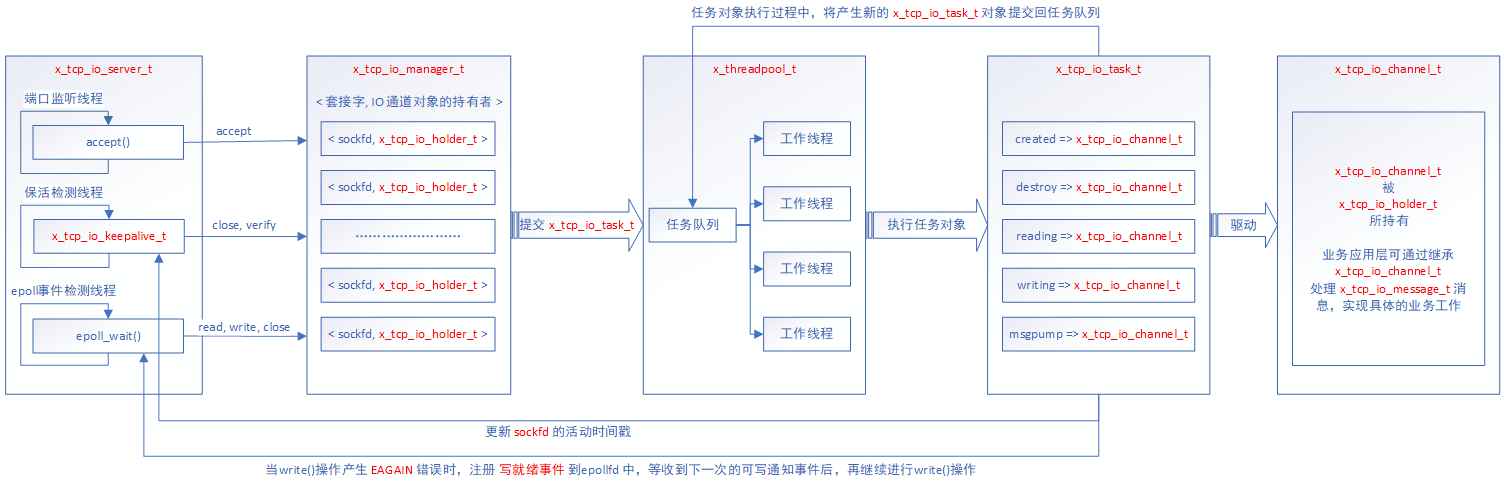 任务对象执行过程中，将产生新的 x_tcp_io_task_t 对象提交回任务队列
x_tcp_io_server_t
端口监听线程
accept()
保活检测线程
x_tcp_io_keepalive_t
epoll事件检测线程
epoll_wait()
accept
close, verify
read, write, close
x_tcp_io_manager_t
< 套接字, IO 通道对象的持有者 >
< sockfd, x_tcp_io_holder_t >
< sockfd, x_tcp_io_holder_t >
……………………
< sockfd, x_tcp_io_holder_t >
< sockfd, x_tcp_io_holder_t >
提交 x_tcp_io_task_t
x_threadpool_t
任务队列
工作线程
工作线程
工作线程
工作线程
执行任务对象
x_tcp_io_task_t
created => x_tcp_io_channel_t
destroy => x_tcp_io_channel_t
reading => x_tcp_io_channel_t
writing => x_tcp_io_channel_t
msgpump => x_tcp_io_channel_t
驱动
x_tcp_io_channel_t
x_tcp_io_channel_t
被
x_tcp_io_holder_t
所持有
业务应用层可通过继承
x_tcp_io_channel_t
处理 x_tcp_io_message_t 消
息，实现具体的业务工作
更新 sockfd 的活动时间戳
当write()操作产生 EAGAIN 错误时，注册 写就绪事件 到epollfd 中，等收到下一次的可写通知事件后，再继续进行write()操作